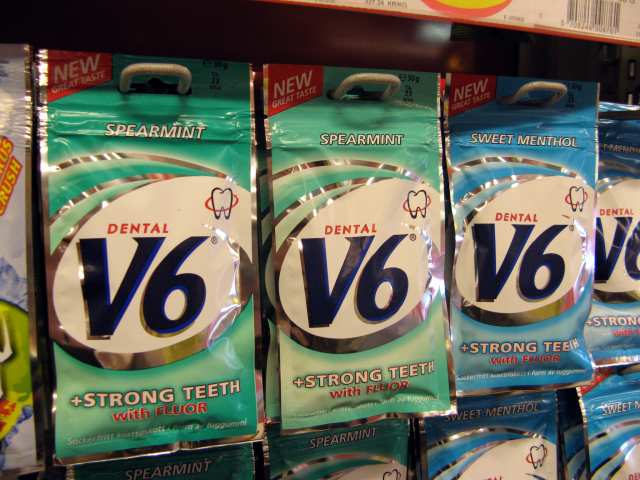 NEW
GREAT TASTE
SPEARMINT
DENTAL
V6
+STRONG TEETH
with FLUOR
NEW
GREAT TASTE
SPEARMINT
DENTAL
V6
+STRONG TEETH
with FLUOR
NEW
GREAT TASTE
SWEET MENTHOL
DENTAL
V6
+STRONG TEETH
with FLUOR
DENTAL
V6
+STRONG
with
SPEARMINT
SPEARMINT
SWEET MENTHOL
SWEET